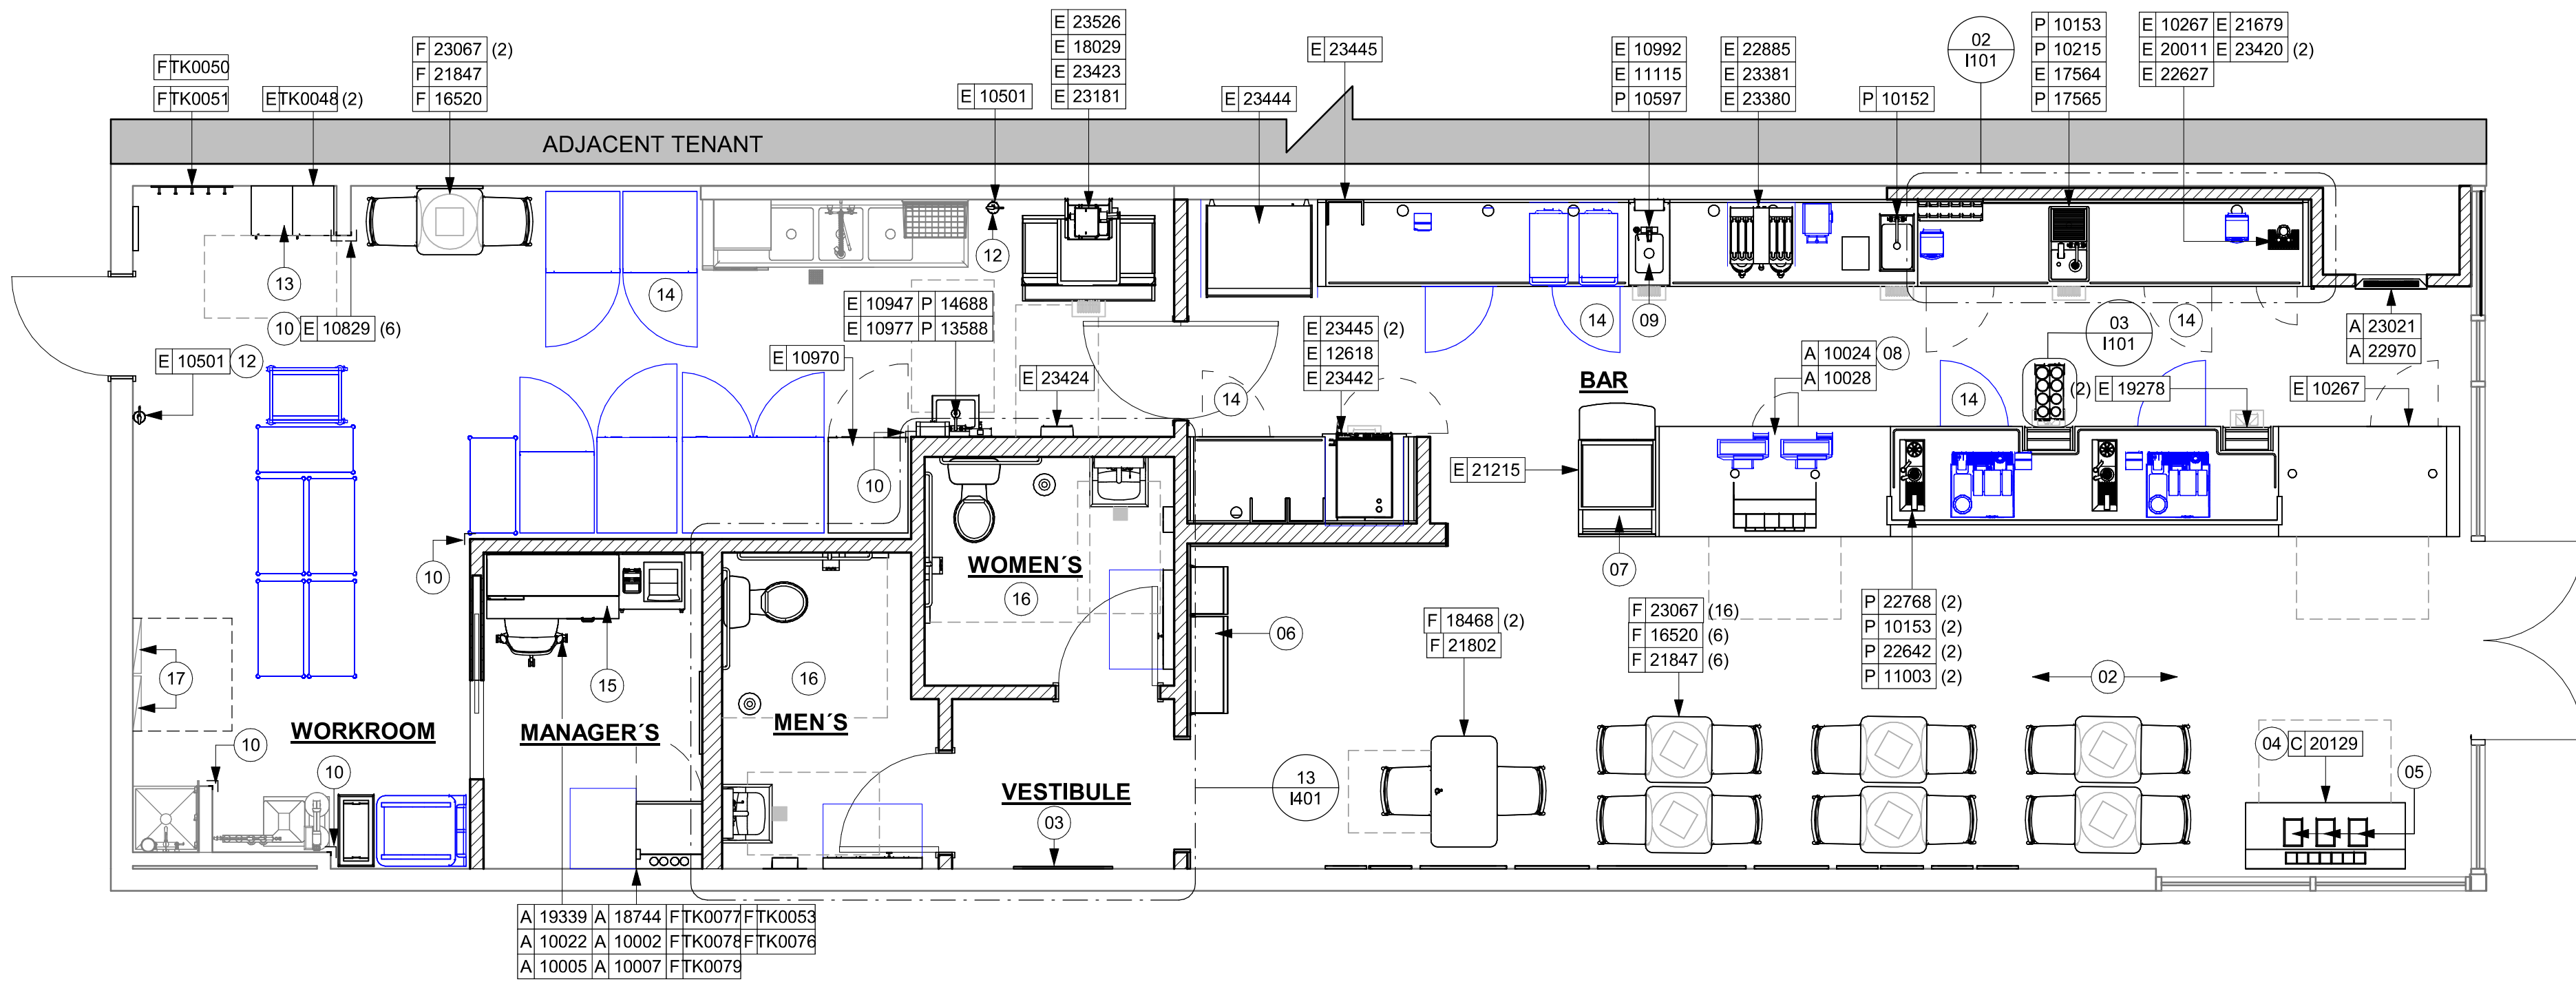 F TK0050
F TK0051
E TK0048 (2)
F 23067 (2)
F 21847
F 16520
E 10501
E 23526
E 18029
E 23423
E 23181
E 23444
E 23445
E 10992
E 11115
P 10597
E 22885
E 23381
E 23380
P 10152
02
I101
P 10153
P 10215
E 17564
P 17565
E 10267 E 21679
E 20011 E 23420 (2)
E 22627
ADJACENT TENANT
12
13
14
10 E 10829 (6)
E 10947 P 14688
E 10977 P 13588
14
09
03
I101
14
A 23021
A 22970
E 10501 12
E 10970
E 23424
E 23445 (2)
E 12618
E 23442
A 10024 08
A 10028
BAR
14
14
(2)
E 19278
E 10267
10
E 21215
10
07
WOMEN´S
16
06
F 18468 (2)
F 21802
F 23067 (16)
F 16520 (6)
F 21847 (6)
P 22768 (2)
P 10153 (2)
P 22642 (2)
P 11003 (2)
17
15
16
02
WORKROOM
MANAGER´S
MEN´S
10
10
VESTIBULE
03
13
I401
04 C 20129
05
A 19339 A 18744 F TK0077 F TK0053
A 10022 A 10002 F TK0078 F TK0076
A 10005 A 10007 F TK0079